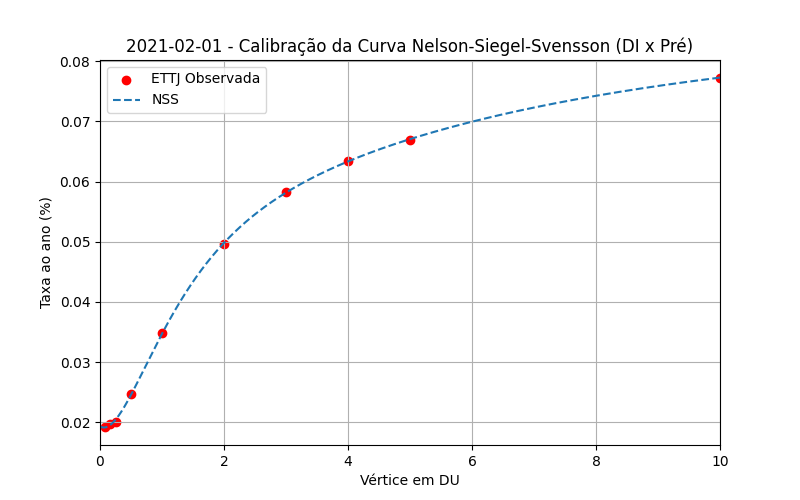 2021-02-01 - Calibração da Curva Nelson-Siegel-Svensson (DI x Pré)
ETTJ Observada
NSS
Taxa ao ano (%)
0.08
0.07
0.06
0.05
0.04
0.03
0.02
0 2 4 6 8 10
Vértice em DU